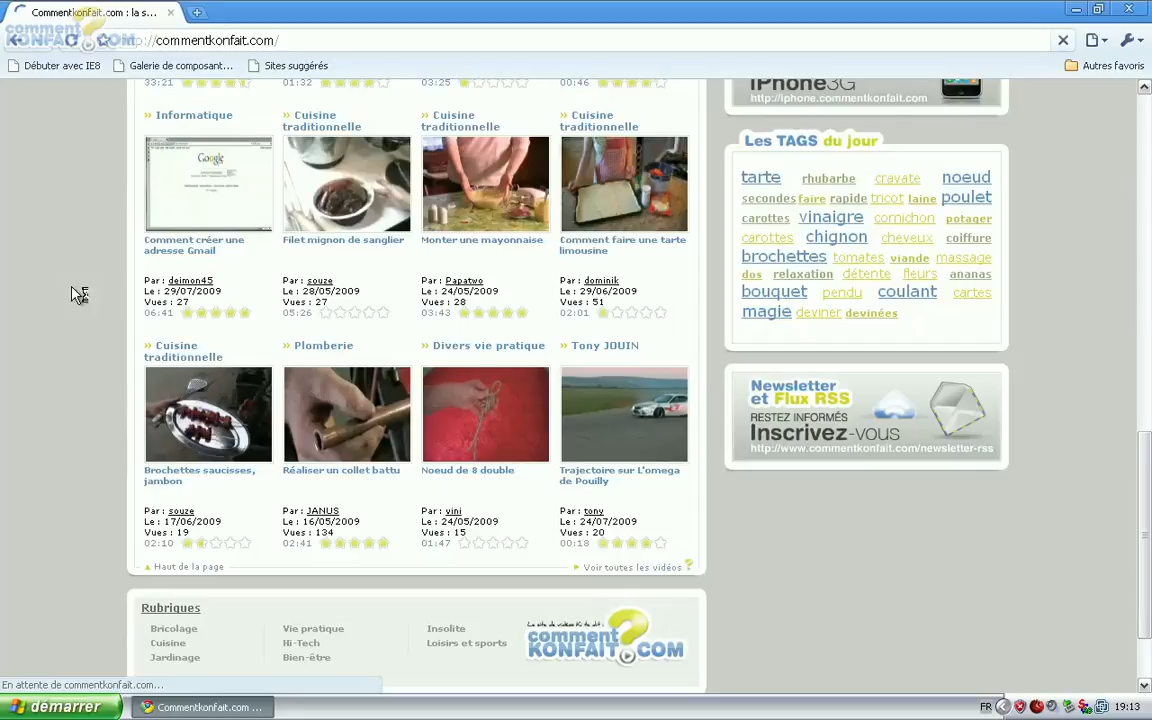 Commentkonfait.com : la s...
comment
KONFAIT.COM
http://commentkonfait.com/
Débuter avec IE8
Galerie de composant...
Sites suggérés
Autres favoris
33:21
01:32
03:25
00:46
» Informatique
» Cuisine traditionnelle
» Cuisine traditionnelle
» Cuisine traditionnelle
Google
Comment créer une adresse Gmail
Filet mignon de sanglier
Monter une mayonnaise
Comment faire une tarte limousine
Par : deimon45
Le : 29/07/2009
Vues : 27
06:41
Par : souze
Le : 28/05/2009
Vues : 27
05:26
Par : Papatvo
Le : 24/05/2009
Vues : 28
03:43
Par : dominik
Le : 29/06/2009
Vues : 51
02:01
» Cuisine traditionnelle
» Plomberie
» Divers vie pratique
» Tony JOUIN
Brochettes saucisses, jambon
Réaliser un collet battu
Noeud de 8 double
Trajectoire sur L'omega de Pouilly
Par : souze
Le : 17/06/2009
Vues : 19
02:10
Par : JANUS
Le : 16/05/2009
Vues : 134
02:41
Par : vini
Le : 24/05/2009
Vues : 15
01:47
Par : tony
Le : 24/07/2009
Vues : 20
00:18
Haut de la page
Voir toutes les vidéos ?
iPhone3G
http://iphone.commentkonfait.com
Les TAGS du jour
tarte rhubarbe cravate noeud
secondes faire rapide tricot laine poulet
carottes vinaigre cornichon potager
carottes chignon cheveux coiffure
brochettes tomates viande massage
dos relaxation détente fleurs ananas
bouquet pendu coulant cartes
magie deviner devinées
Newsletter
et Flux RSS
RESTEZ INFORMÉS
Inscrivez-vous
http://www.commentkonfait.com/newsletter-rss
Rubriques
Bricolage
Cuisine
Jardinage
Vie pratique
Hi-Tech
Bien-être
Insolite
Loisirs et sports
comment
KONFAIT.COM
En attente de commentkonfait.com...
démarrer
Commentkonfait.com ...
FR
19:13